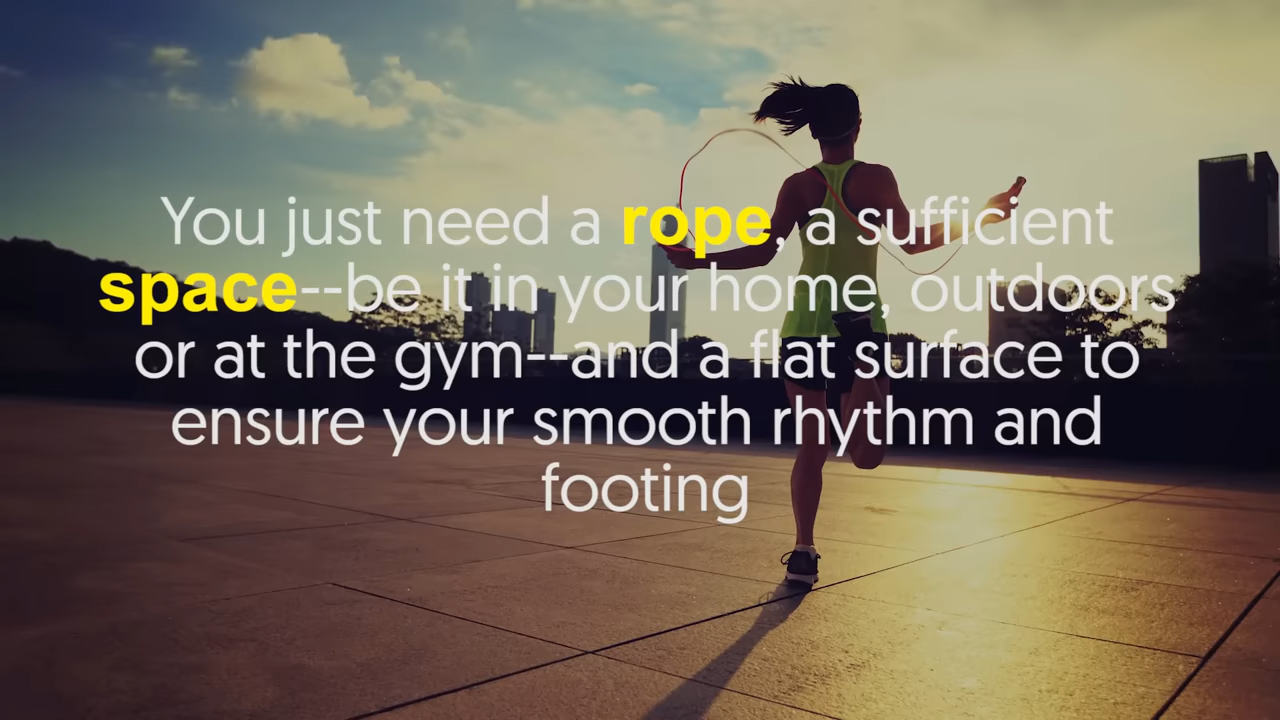 You just need a rope, a sufficient
space--be it in your home, outdoors
or at the gym--and a flat surface to
ensure your smooth rhythm and
footing